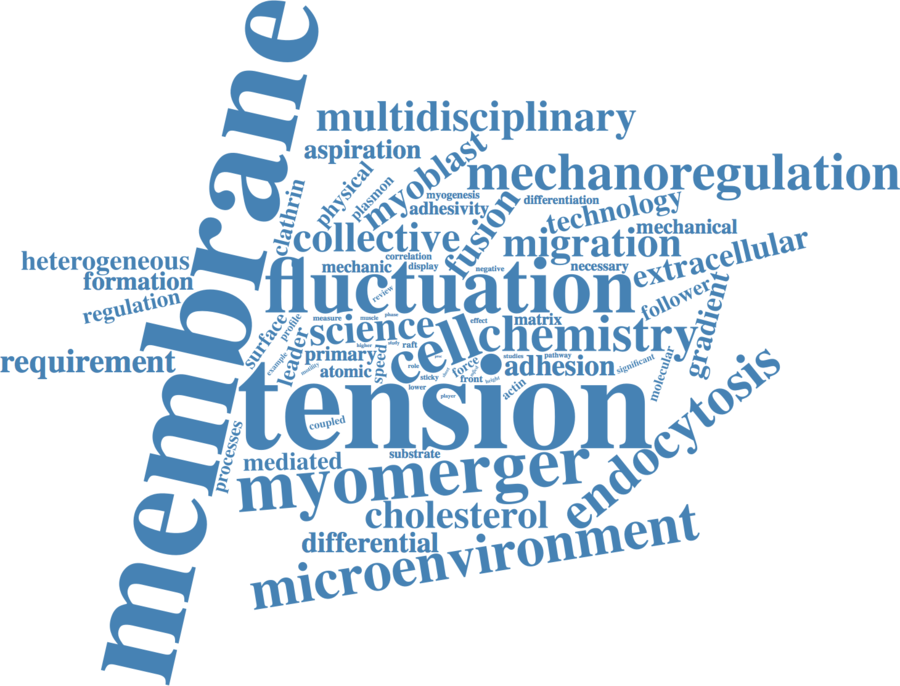 membrane
multidisciplinary
aspiration
physical
plasmon
myoblast
mechanoregulation
clathrin
myogenesis
adhesivity
fusion
differentiation
technology
mechanical
collective
migration
heterogeneous
formation
regulation
requirement
mechanic
correlation
display
negative
necessary
extracellular
fluctuation
review
follower
gradient
surface
profile
measure
muscle
phase
science
effect
matrix
chemistry
leader
example
primary
higher
study
raft
cell
studies
pathway
adhesion
significant
molecular
motility
atomic
speed
rule
sticky
force
front
height
lower
actin
player
tension
endocytosis
coupled
processes
mediated
substrate
myomerger
cholesterol
differential
microenvironment